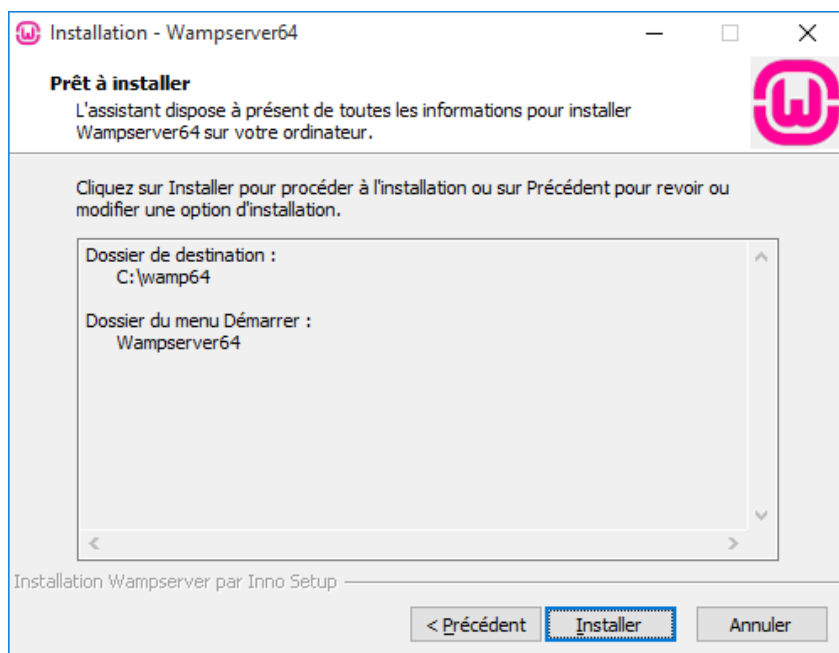 Installation - Wampserver64
Prêt à installer
L'assistant dispose à présent de toutes les informations pour installer
Wampserver64 sur votre ordinateur.
Cliquez sur Installer pour procéder à l'installation ou sur Précédent pour revoir ou
modifier une option d'installation.
Dossier de destination :
C:\wamp64
Dossier du menu Démarrer :
Wampserver64
Installation Wampserver par Inno Setup
< Précédent
Installer
Annuler